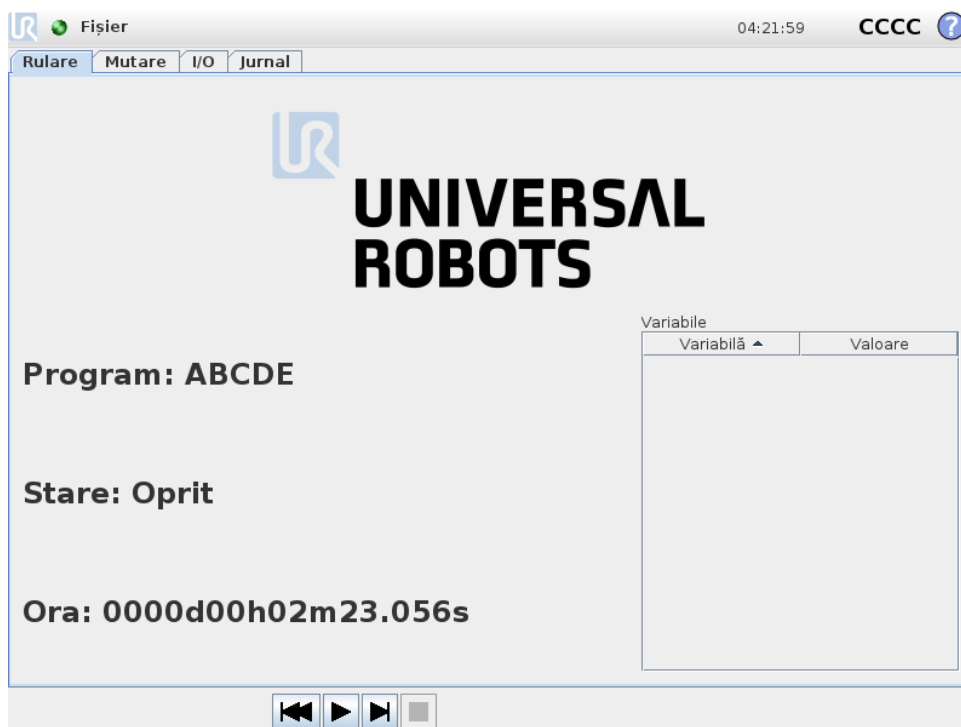 Fișier
04:21:59
CCCC
?
Rulare
Mutare
I/O
Jurnal
UR
UNIVERSAL
ROBOTS
Variabile
Variabilă
Valoare
Program: ABCDE
Stare: Oprit
Ora: 0000d00h02m23.056s